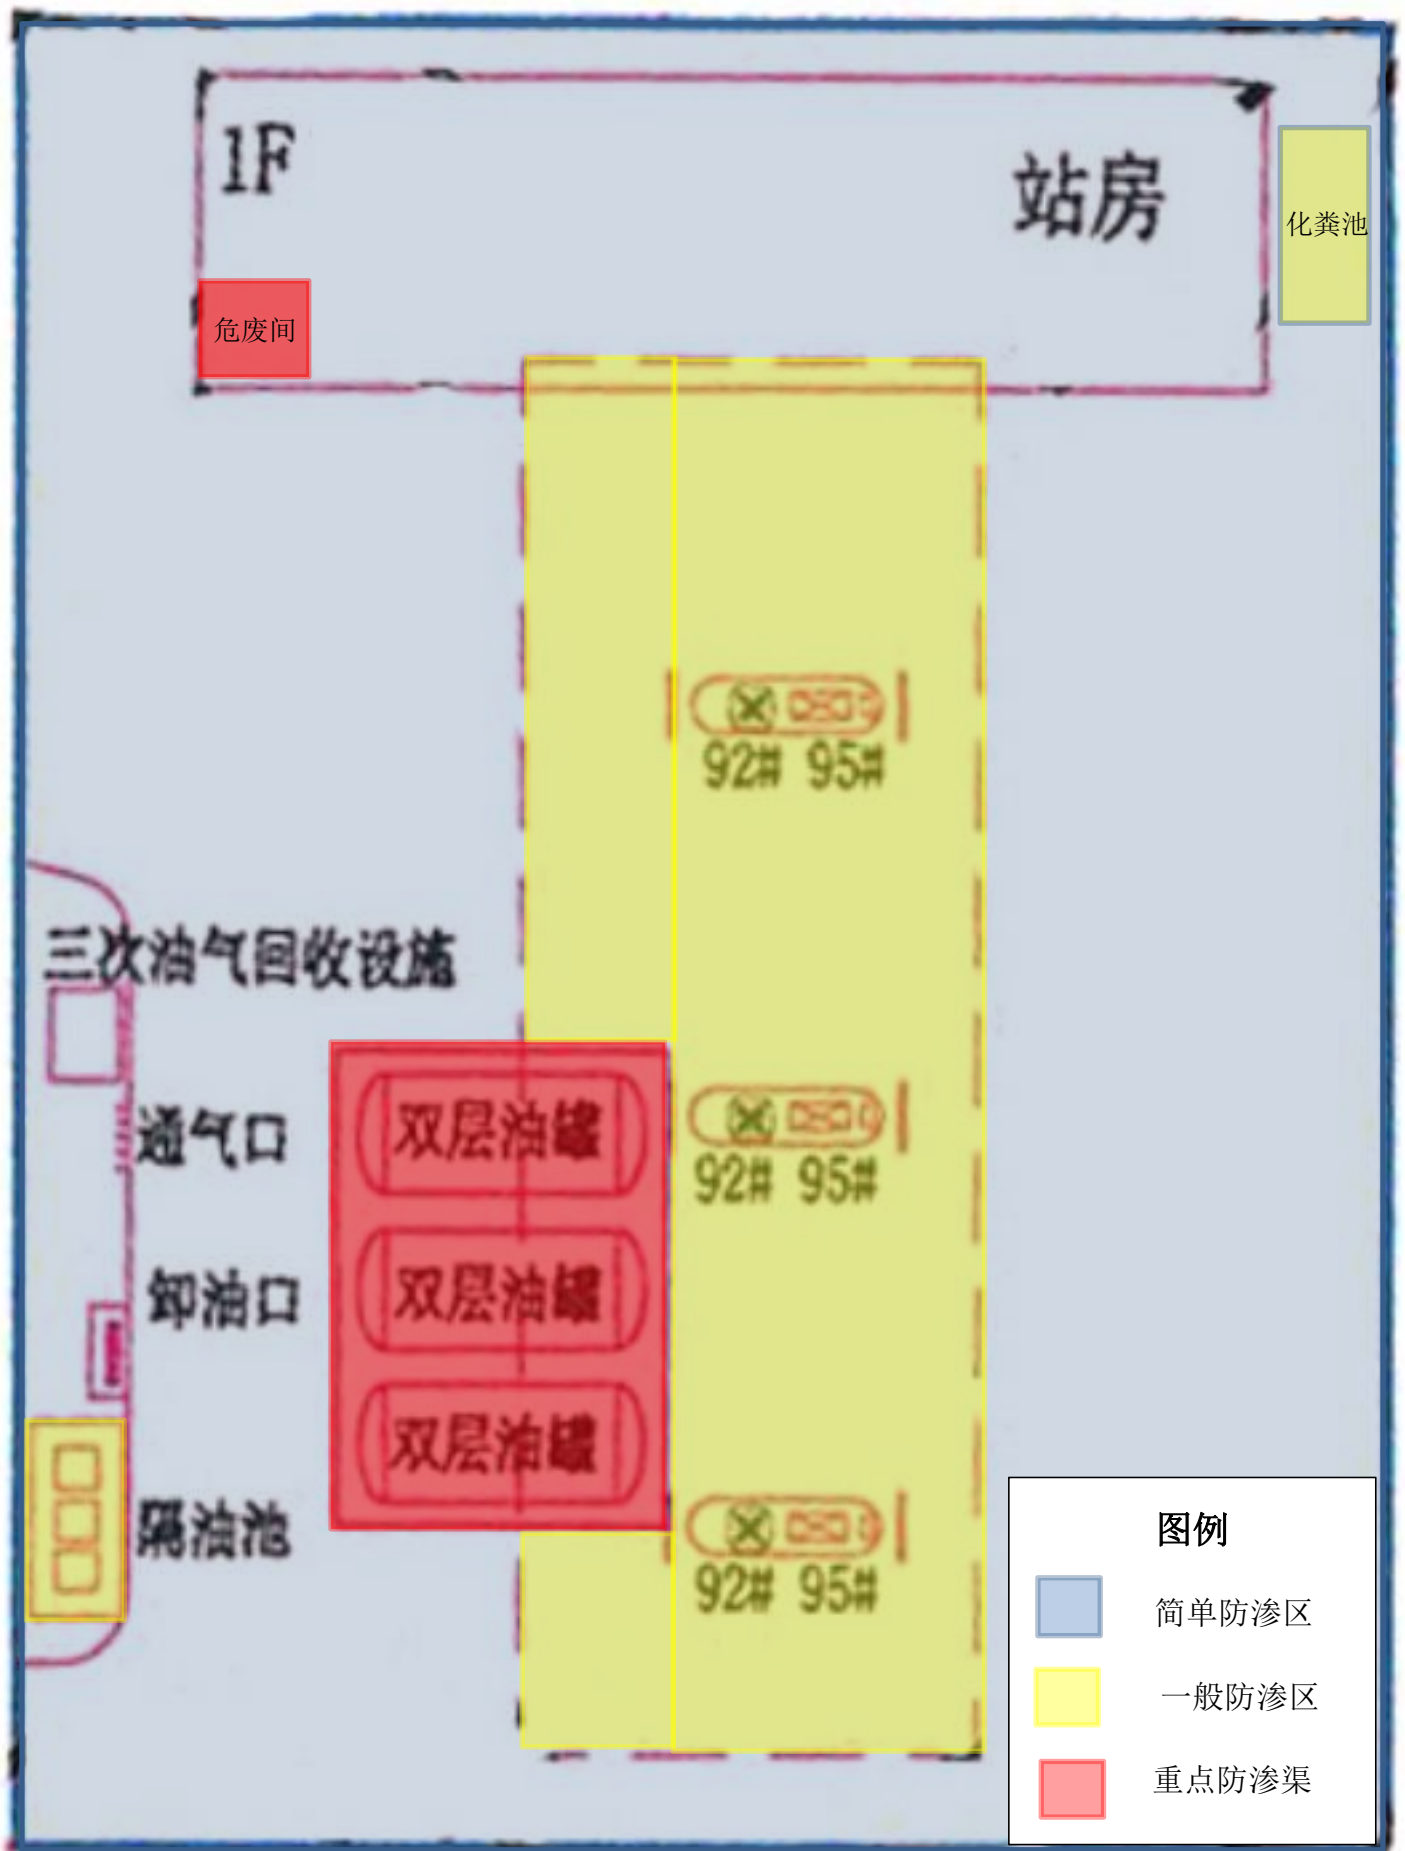 1F
站房
化粪池
危废间
92# 95#
三次油气回收设施
通气口
双层油罐
92# 95#
卸油口
双层油罐
双层油罐
隔油池
92# 95#
图例
简单防渗区
一般防渗区
重点防渗渠